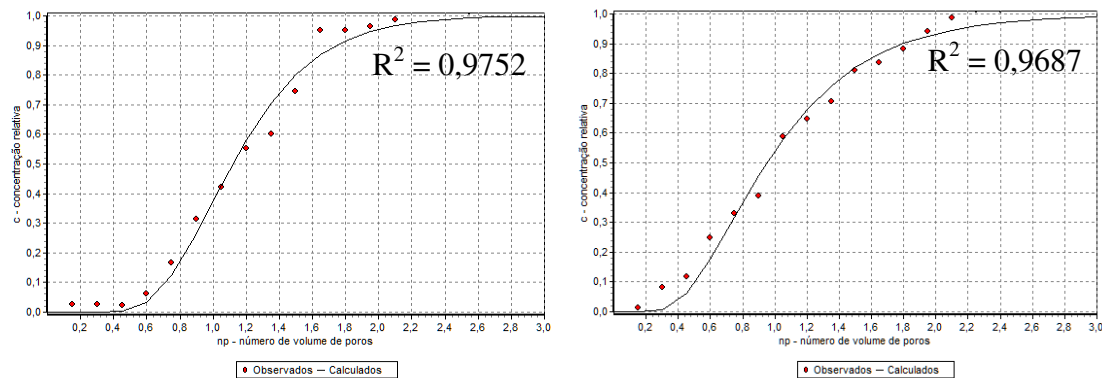 1,0
0,9
0,8
0,7
0,6
0,5
0,4
0,3
0,2
0,1
0,0
c - concentração relativa
R² = 0,9752
0,2 0,4 0,6 0,8 1,0 1,2 1,4 1,6 1,8 2,0 2,2 2,4 2,6 2,8 3,0
np - número de volume de poros
Observados — Calculados
1,0
0,9
0,8
0,7
0,6
0,5
0,4
0,3
0,2
0,1
0,0
c - concentração relativa
R² = 0,9687
0,2 0,4 0,6 0,8 1,0 1,2 1,4 1,6 1,8 2,0 2,2 2,4 2,6 2,8 3,0
np - número de volume de poros
Observados — Calculados